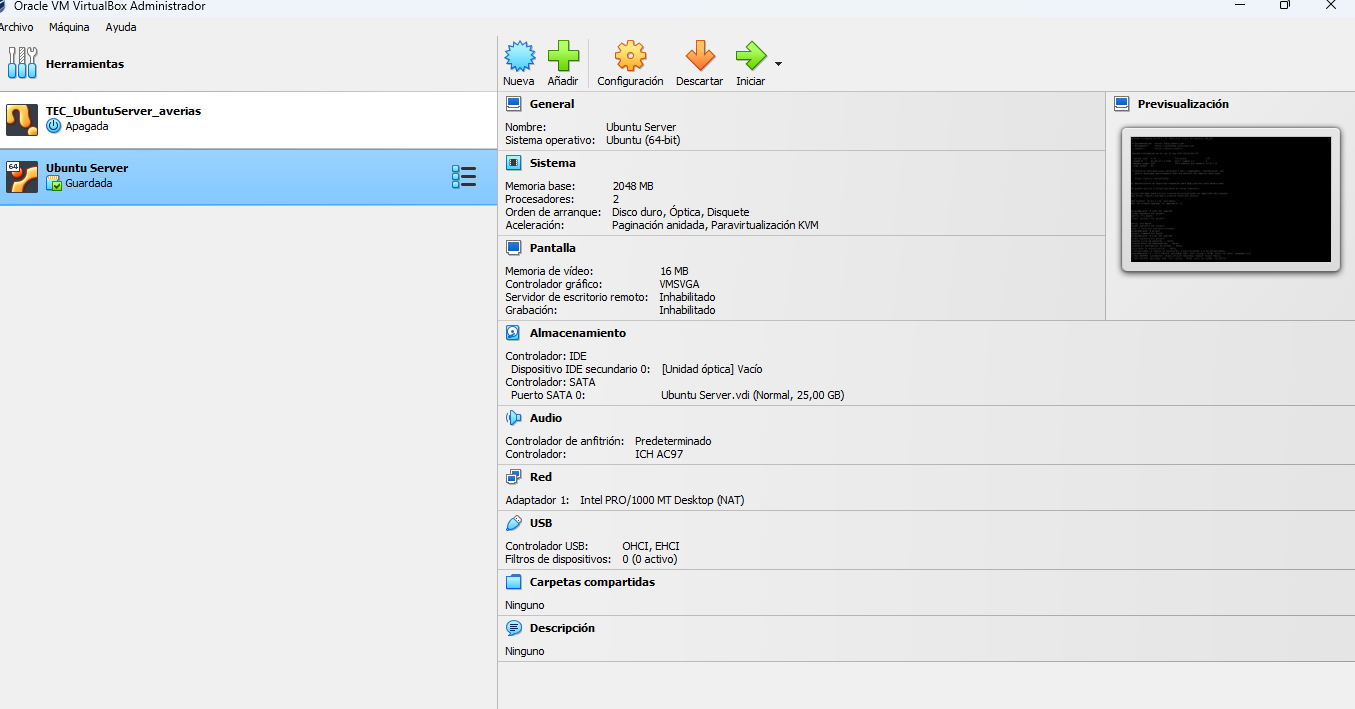 Oracle VM VirtualBox Administrador
Archivo Máquina Ayuda
Herramientas
Nueva Añadir Configuración Descartar Iniciar
TEC_UbuntuServer_averias
Apagada
64
Ubuntu Server
Guardada
General
Nombre: Ubuntu Server
Sistema operativo: Ubuntu (64-bit)
Sistema
Memoria base: 2048 MB
Procesadores: 2
Orden de arranque: Disco duro, Óptica, Disquete
Aceleración: Paginación anidada, Paravirtualización KVM
Pantalla
Memoria de vídeo: 16 MB
Controlador gráfico: VMSVGA
Servidor de escritorio remoto: Inhabilitado
Grabación: Inhabilitado
Previsualización
Almacenamiento
Controlador: IDE
Dispositivo IDE secundario 0: [Unidad óptica] Vacío
Controlador: SATA
Puerto SATA 0: Ubuntu Server.vdi (Normal, 25,00 GB)
Audio
Controlador de anfitrión: Predeterminado
Controlador: ICH AC97
Red
Adaptador 1: Intel PRO/1000 MT Desktop (NAT)
USB
Controlador USB: OHCI, EHCI
Filtros de dispositivos: 0 (0 activo)
Carpetas compartidas
Ninguno
Descripción
Ninguno